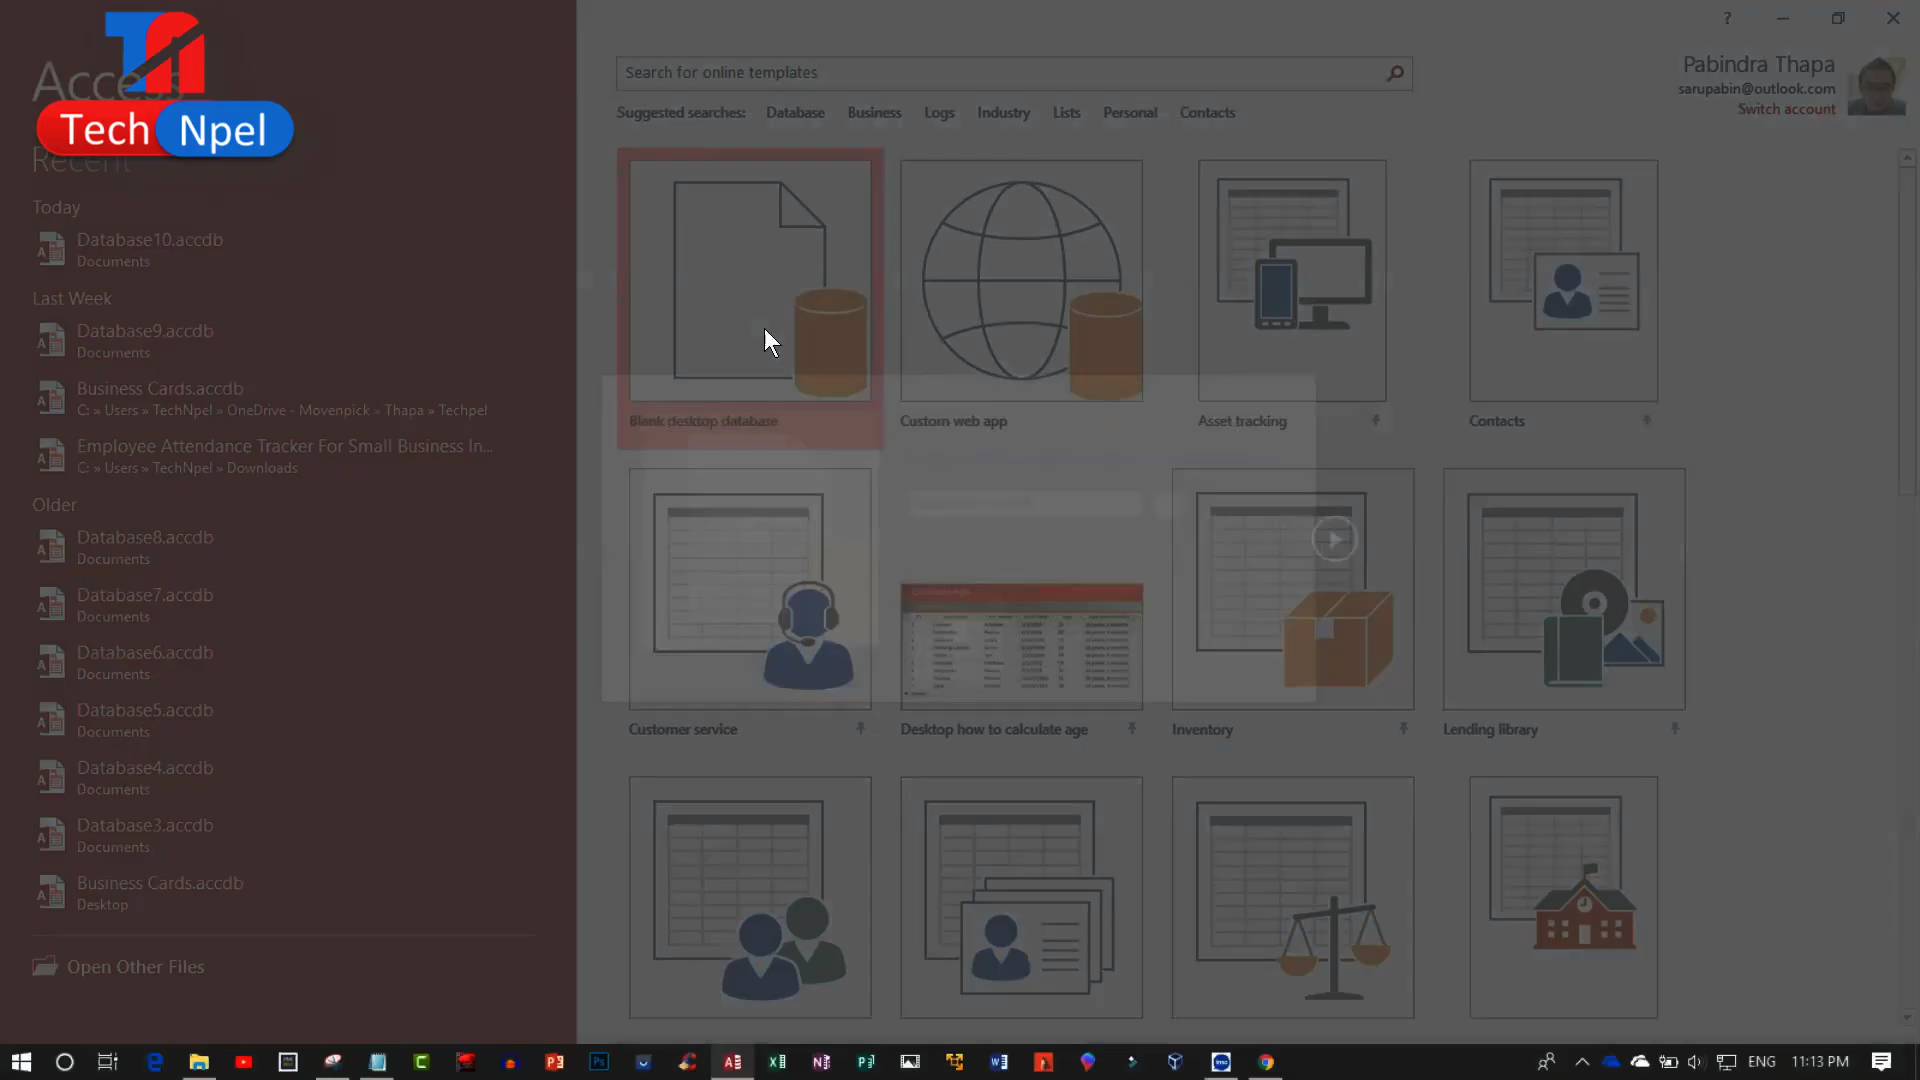 Access
Tech Npel
Recent
Today
Database10.accdb
Documents
Last Week
Database9.accdb
Documents
Business Cards.accdb
C: » Users » TechNpel » OneDrive - Movenpick » Thapa » Techpel
Employee Attendance Tracker For Small Business In...
C: » Users » TechNpel » Downloads
Older
Database8.accdb
Documents
Database7.accdb
Documents
Database6.accdb
Documents
Database5.accdb
Documents
Database4.accdb
Documents
Database3.accdb
Documents
Business Cards.accdb
Desktop
Open Other Files
?
Search for online templates
Suggested searches: Database Business Logs Industry Lists Personal Contacts
Pabindra Thapa
sarupabin@outlook.com
Switch account
Blank desktop database
Custom web app
Asset tracking
Contacts
Customer service
Desktop how to calculate age
Inventory
Lending library
ENG
11:13 PM